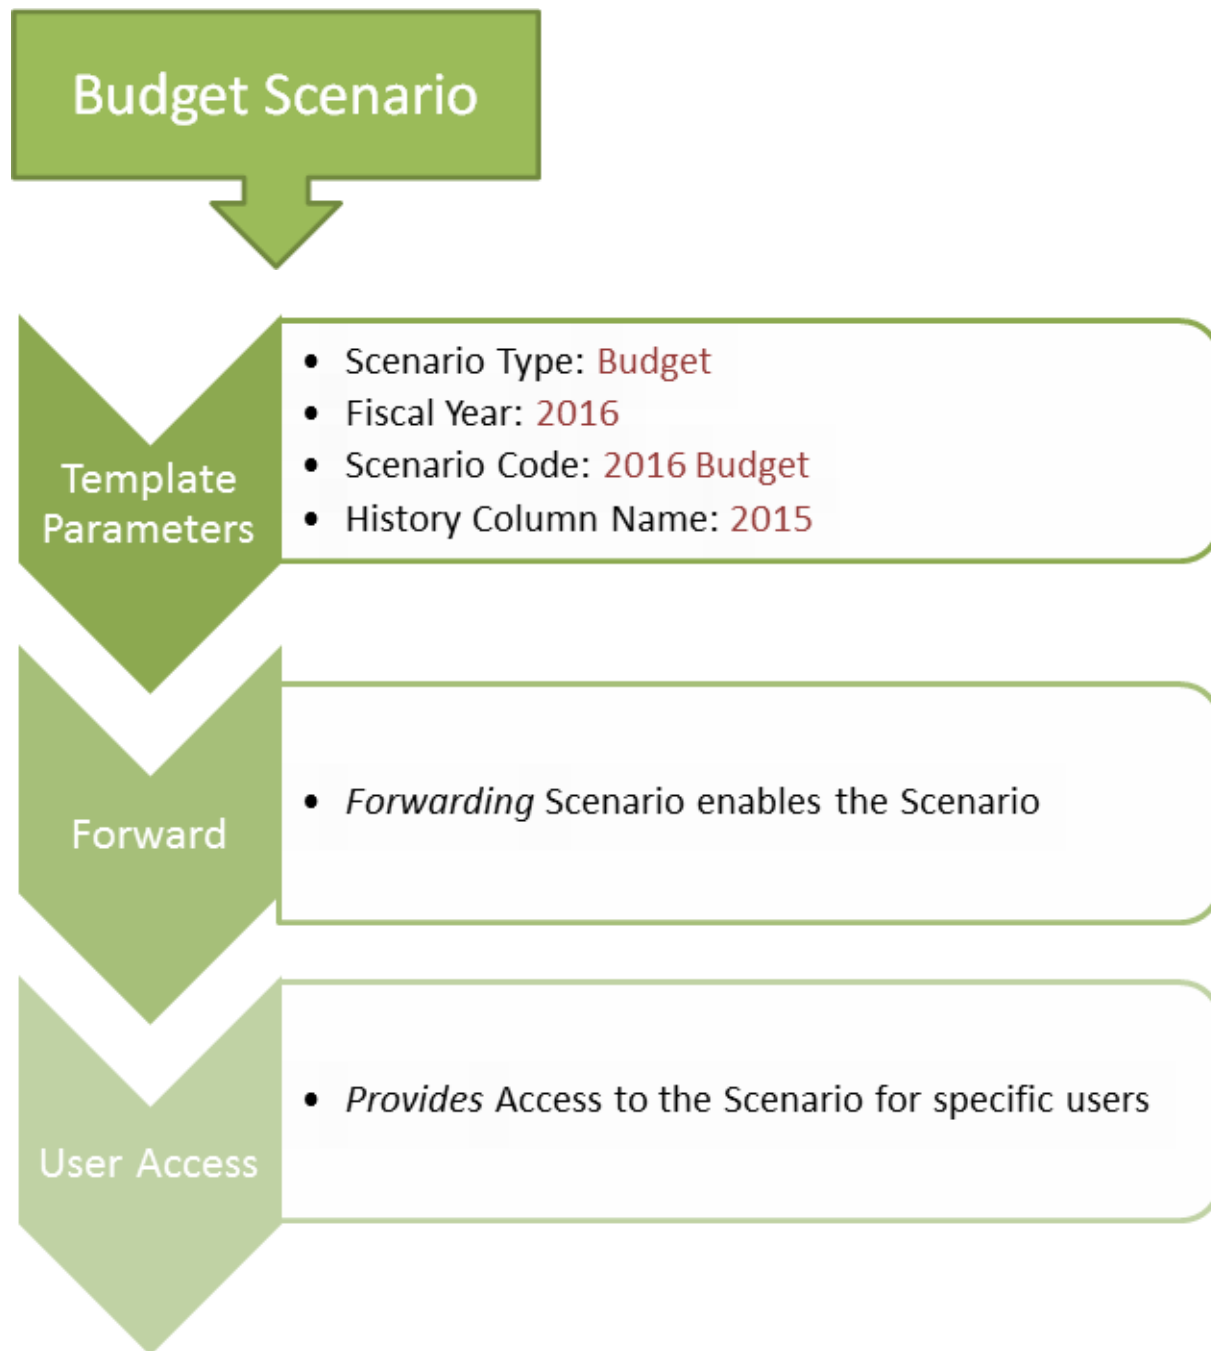 Budget Scenario
Template
Parameters
• Scenario Type: Budget
• Fiscal Year: 2016
• Scenario Code: 2016 Budget
• History Column Name: 2015
Forward
• Forwarding Scenario enables the Scenario
User Access
• Provides Access to the Scenario for specific users